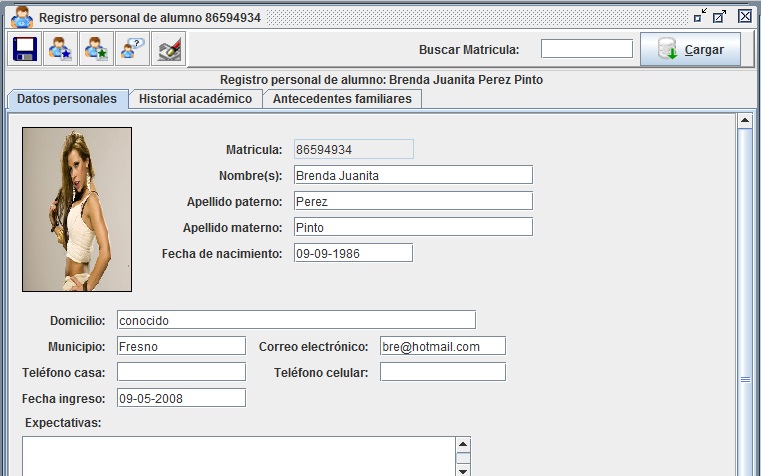 Registro personal de alumno 86594934
Buscar Matricula: Cargar
Registro personal de alumno: Brenda Juanita Perez Pinto
Datos personales Historial académico Antecedentes familiares
Matricula: 86594934
Nombre(s): Brenda Juanita
Apellido paterno: Perez
Apellido materno: Pinto
Fecha de nacimiento: 09-09-1986
Domicilio: conocido
Municipio: Fresno Correo electrónico: bre@hotmail.com
Teléfono casa: Teléfono celular:
Fecha ingreso: 09-05-2008
Expectativas: